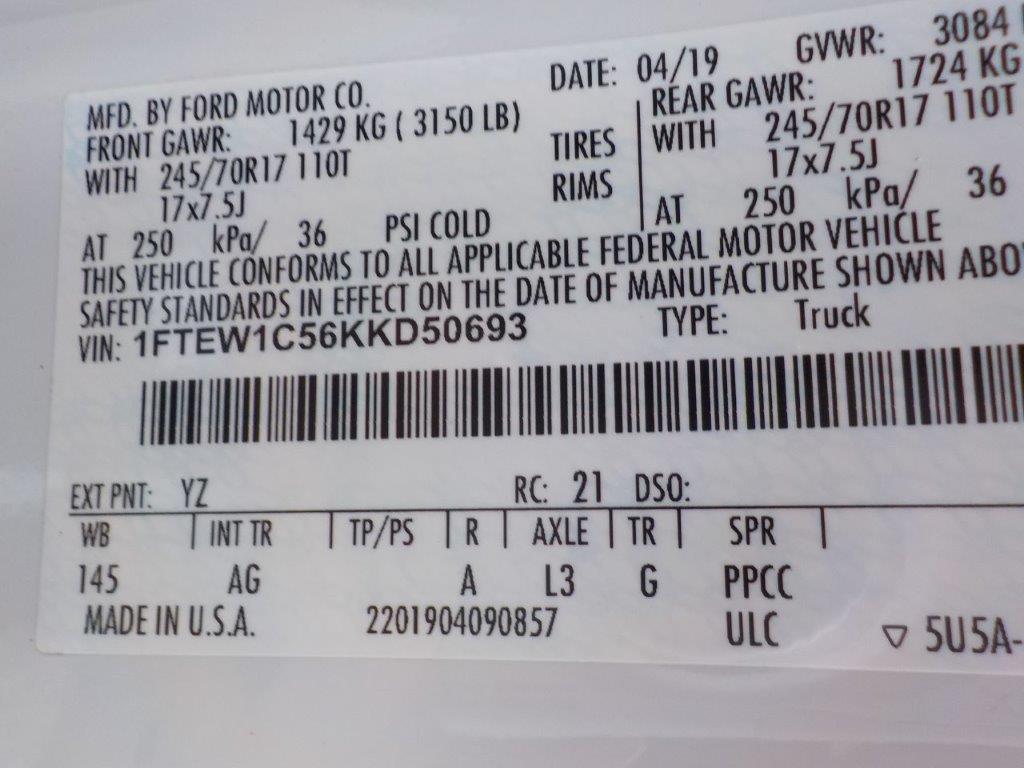 MFD. BY FORD MOTOR CO. DATE: 04/19 GVWR: 3084
FRONT GAWR: 1429 KG ( 3150 LB) REAR GAWR: 1724 KG
WITH 245/70R17 110T TIRES WITH 245/70R17 110T
17x7.5J RIMS 17x7.5J
AT 250 kPa/ 36 PSI COLD AT 250 kPa/ 36
THIS VEHICLE CONFORMS TO ALL APPLICABLE FEDERAL MOTOR VEHICLE
SAFETY STANDARDS IN EFFECT ON THE DATE OF MANUFACTURE SHOWN ABO
VIN: 1FTEW1C56KKD50693 TYPE: Truck
EXT PNT: YZ RC: 21 DSO:
WB INT TR TP/PS R AXLE TR SPR
145 AG A L3 G PPCC
MADE IN U.S.A. 2201904090857 ULC ▽ 5U5A-